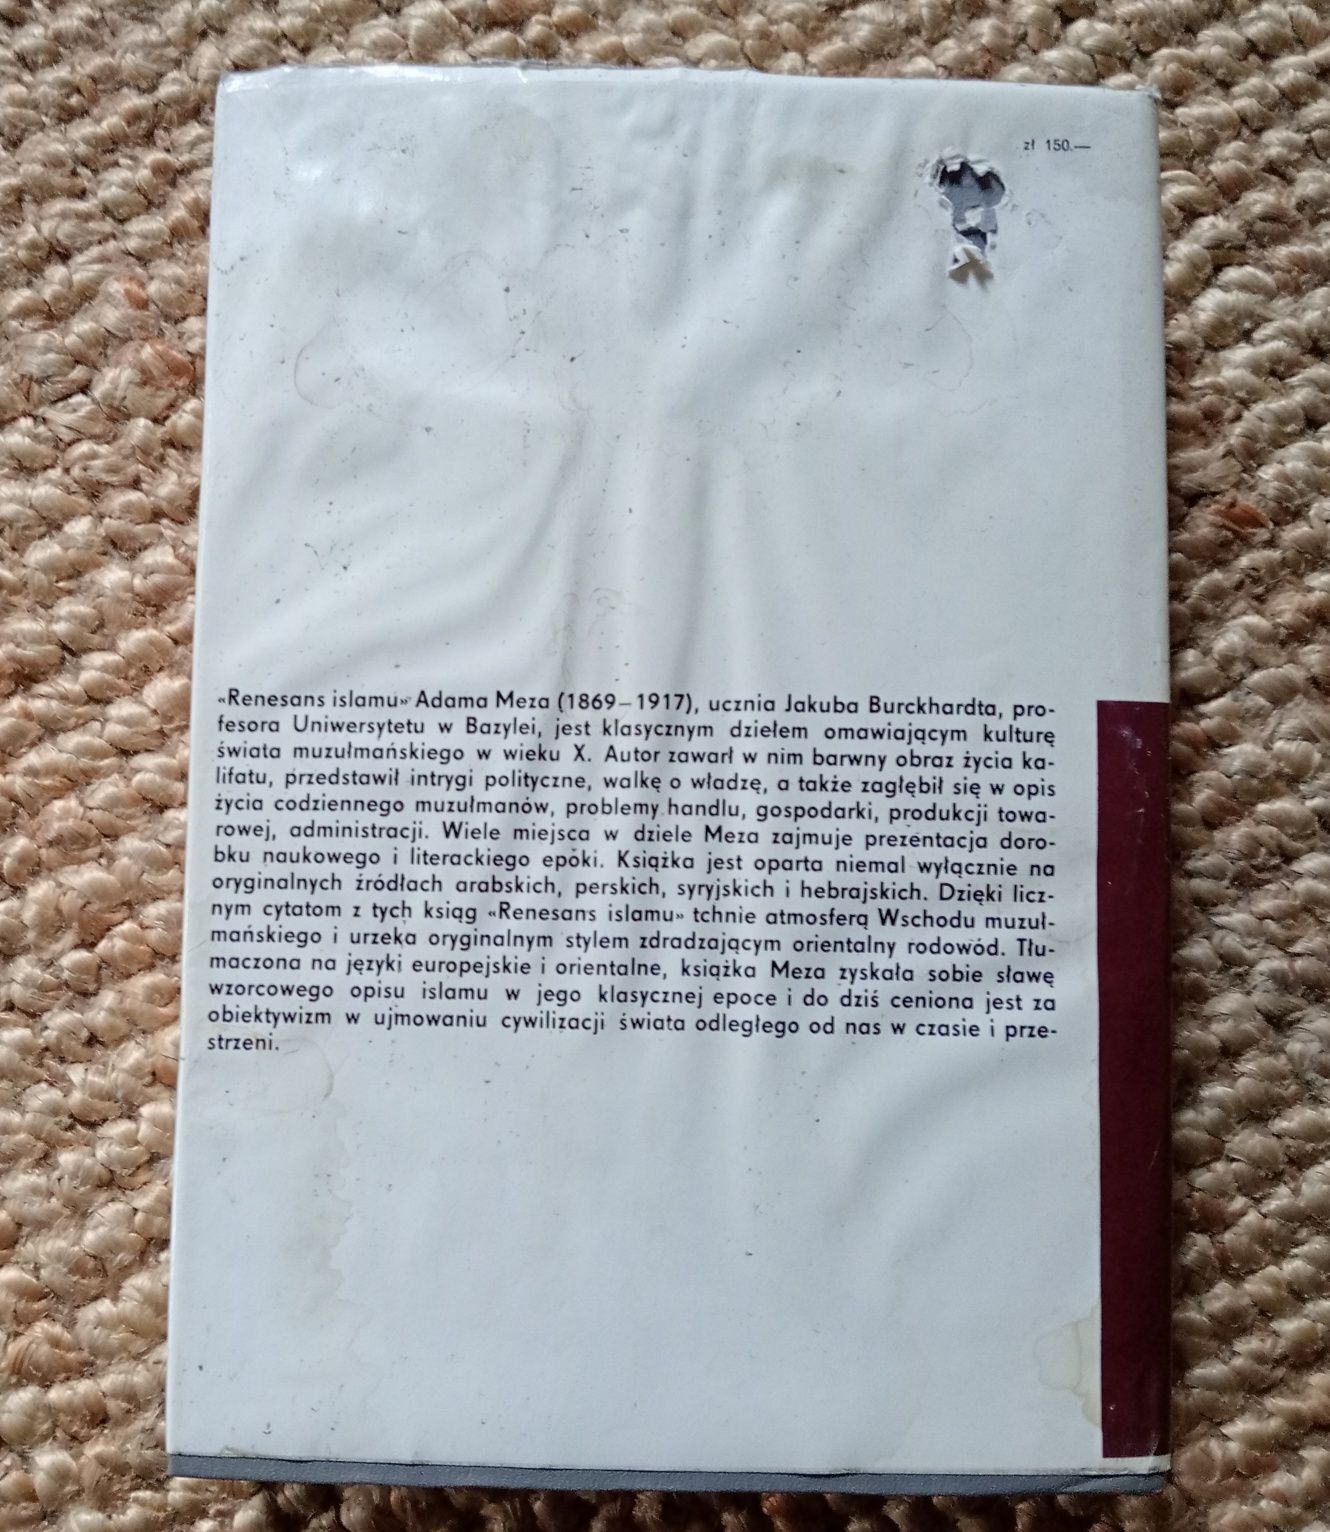 zł 150.—
«Renesans islamu» Adama Meza (1869–1917), ucznia Jakuba Burckhardta, pro-
fesora Uniwersytetu w Bazylei, jest klasycznym dziełem omawiającym kulturę
świata muzułmańskiego w wieku X. Autor zawarł w nim barwny obraz życia ka-
lifatu, przedstawił intrygi polityczne, walkę o władzę, a także zagłębił się w opis
życia codziennego muzułmanów, problemy handlu, gospodarki, produkcji towa-
rowej, administracji. Wiele miejsca w dziele Meza zajmuje prezentacja doro-
bku naukowego i literackiego epoki. Książka jest oparta niemal wyłącznie na
oryginalnych źródłach arabskich, perskich, syryjskich i hebrajskich. Dzięki licz-
nym cytatom z tych ksiąg «Renesans islamu» tchnie atmosferą Wschodu muzuł-
mańskiego i urzeka oryginalnym stylem zdradzającym orientalny rodowód. Tłu-
maczona na języki europejskie i orientalne, książka Meza zyskała sobie sławę
wzorcowego opisu islamu w jego klasycznej epoce i do dziś ceniona jest za
obiektywizm w ujmowaniu cywilizacji świata odległego od nas w czasie i prze-
strzeni.